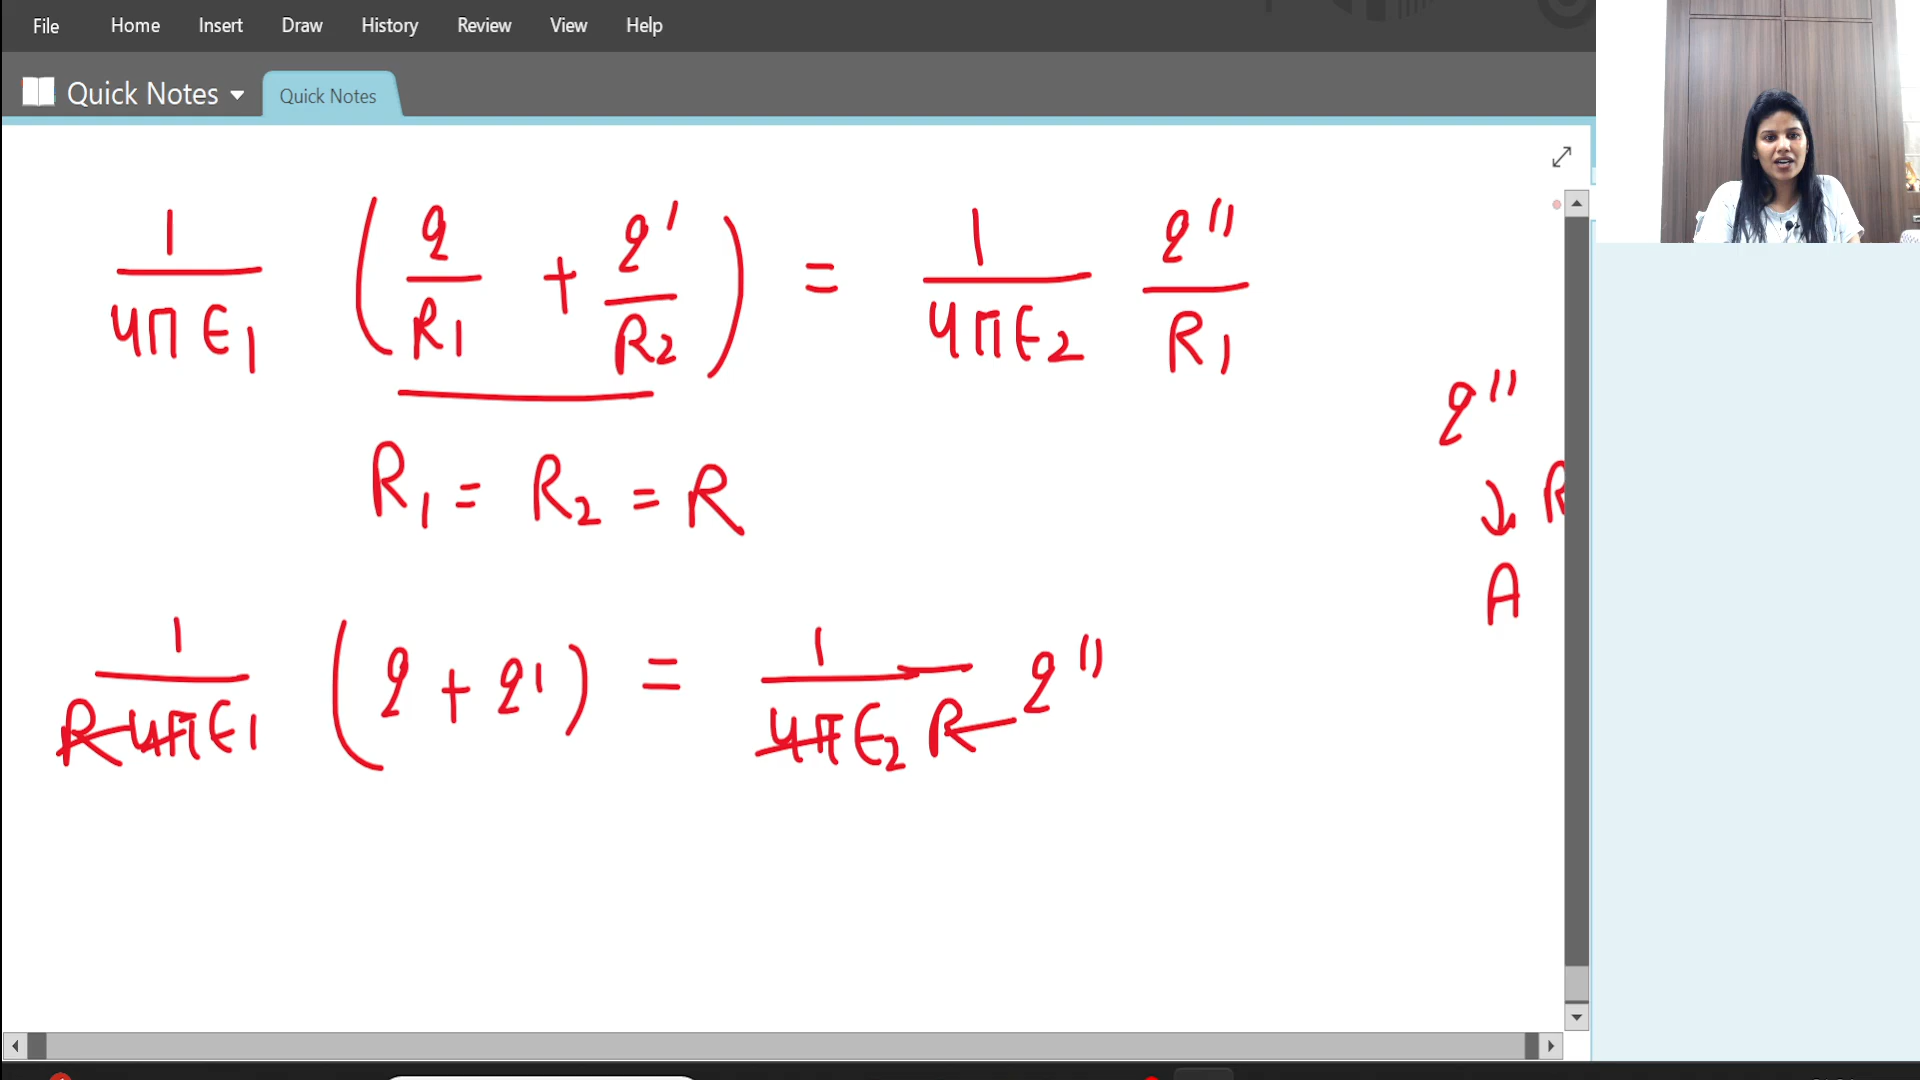 File Home Insert Draw History Review View Help
Quick Notes Quick Notes
1/4πϵ1 (q/R1 + q'/R2) = 1/4πϵ2 q''/R1
R1 = R2 = R
q''
↓ R
A
1/R4πϵ1 (q + q') = 1/4πϵ2R q''